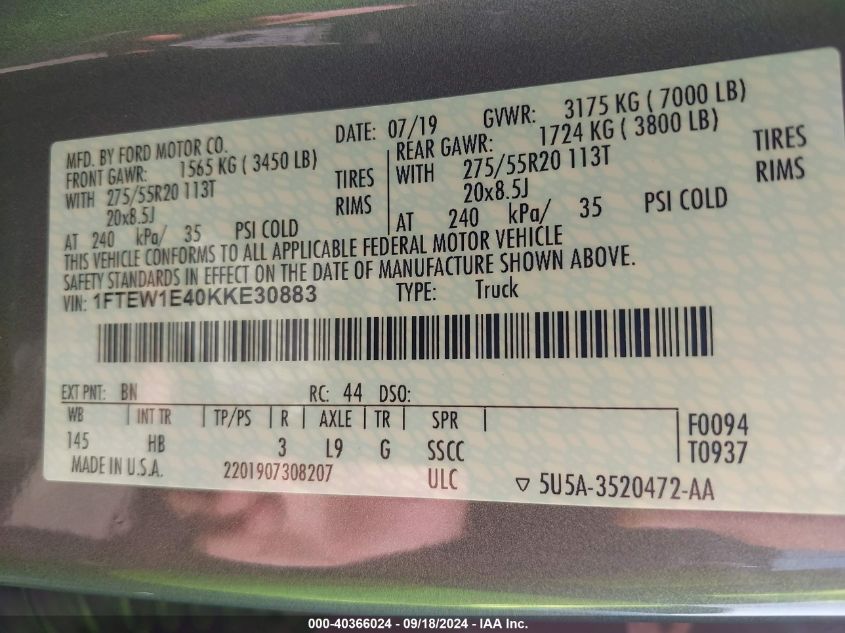 MFD. BY FORD MOTOR CO. DATE: 07/19 GVWR: 3175 KG ( 7000 LB)
FRONT GAWR: 1565 KG ( 3450 LB) REAR GAWR: 1724 KG ( 3800 LB)
WITH 275/55R20 113T TIRES WITH 275/55R20 113T TIRES
20x8.5J RIMS 20x8.5J RIMS
AT 240 kPa/ 35 PSI COLD AT 240 kPa/ 35 PSI COLD
THIS VEHICLE CONFORMS TO ALL APPLICABLE FEDERAL MOTOR VEHICLE
SAFETY STANDARDS IN EFFECT ON THE DATE OF MANUFACTURE SHOWN ABOVE.
VIN: 1FTEW1E40KKE30883 TYPE: Truck
EXT PNT: BN RC: 44 DSO:
WB INT TR TP/PS R AXLE TR SPR F0094
145 HB 3 L9 G SSCC T0937
MADE IN U.S.A. 2201907308207 ULC ▽ 5U5A-3520472-AA
000-40366024 - 09/18/2024 - IAA Inc.